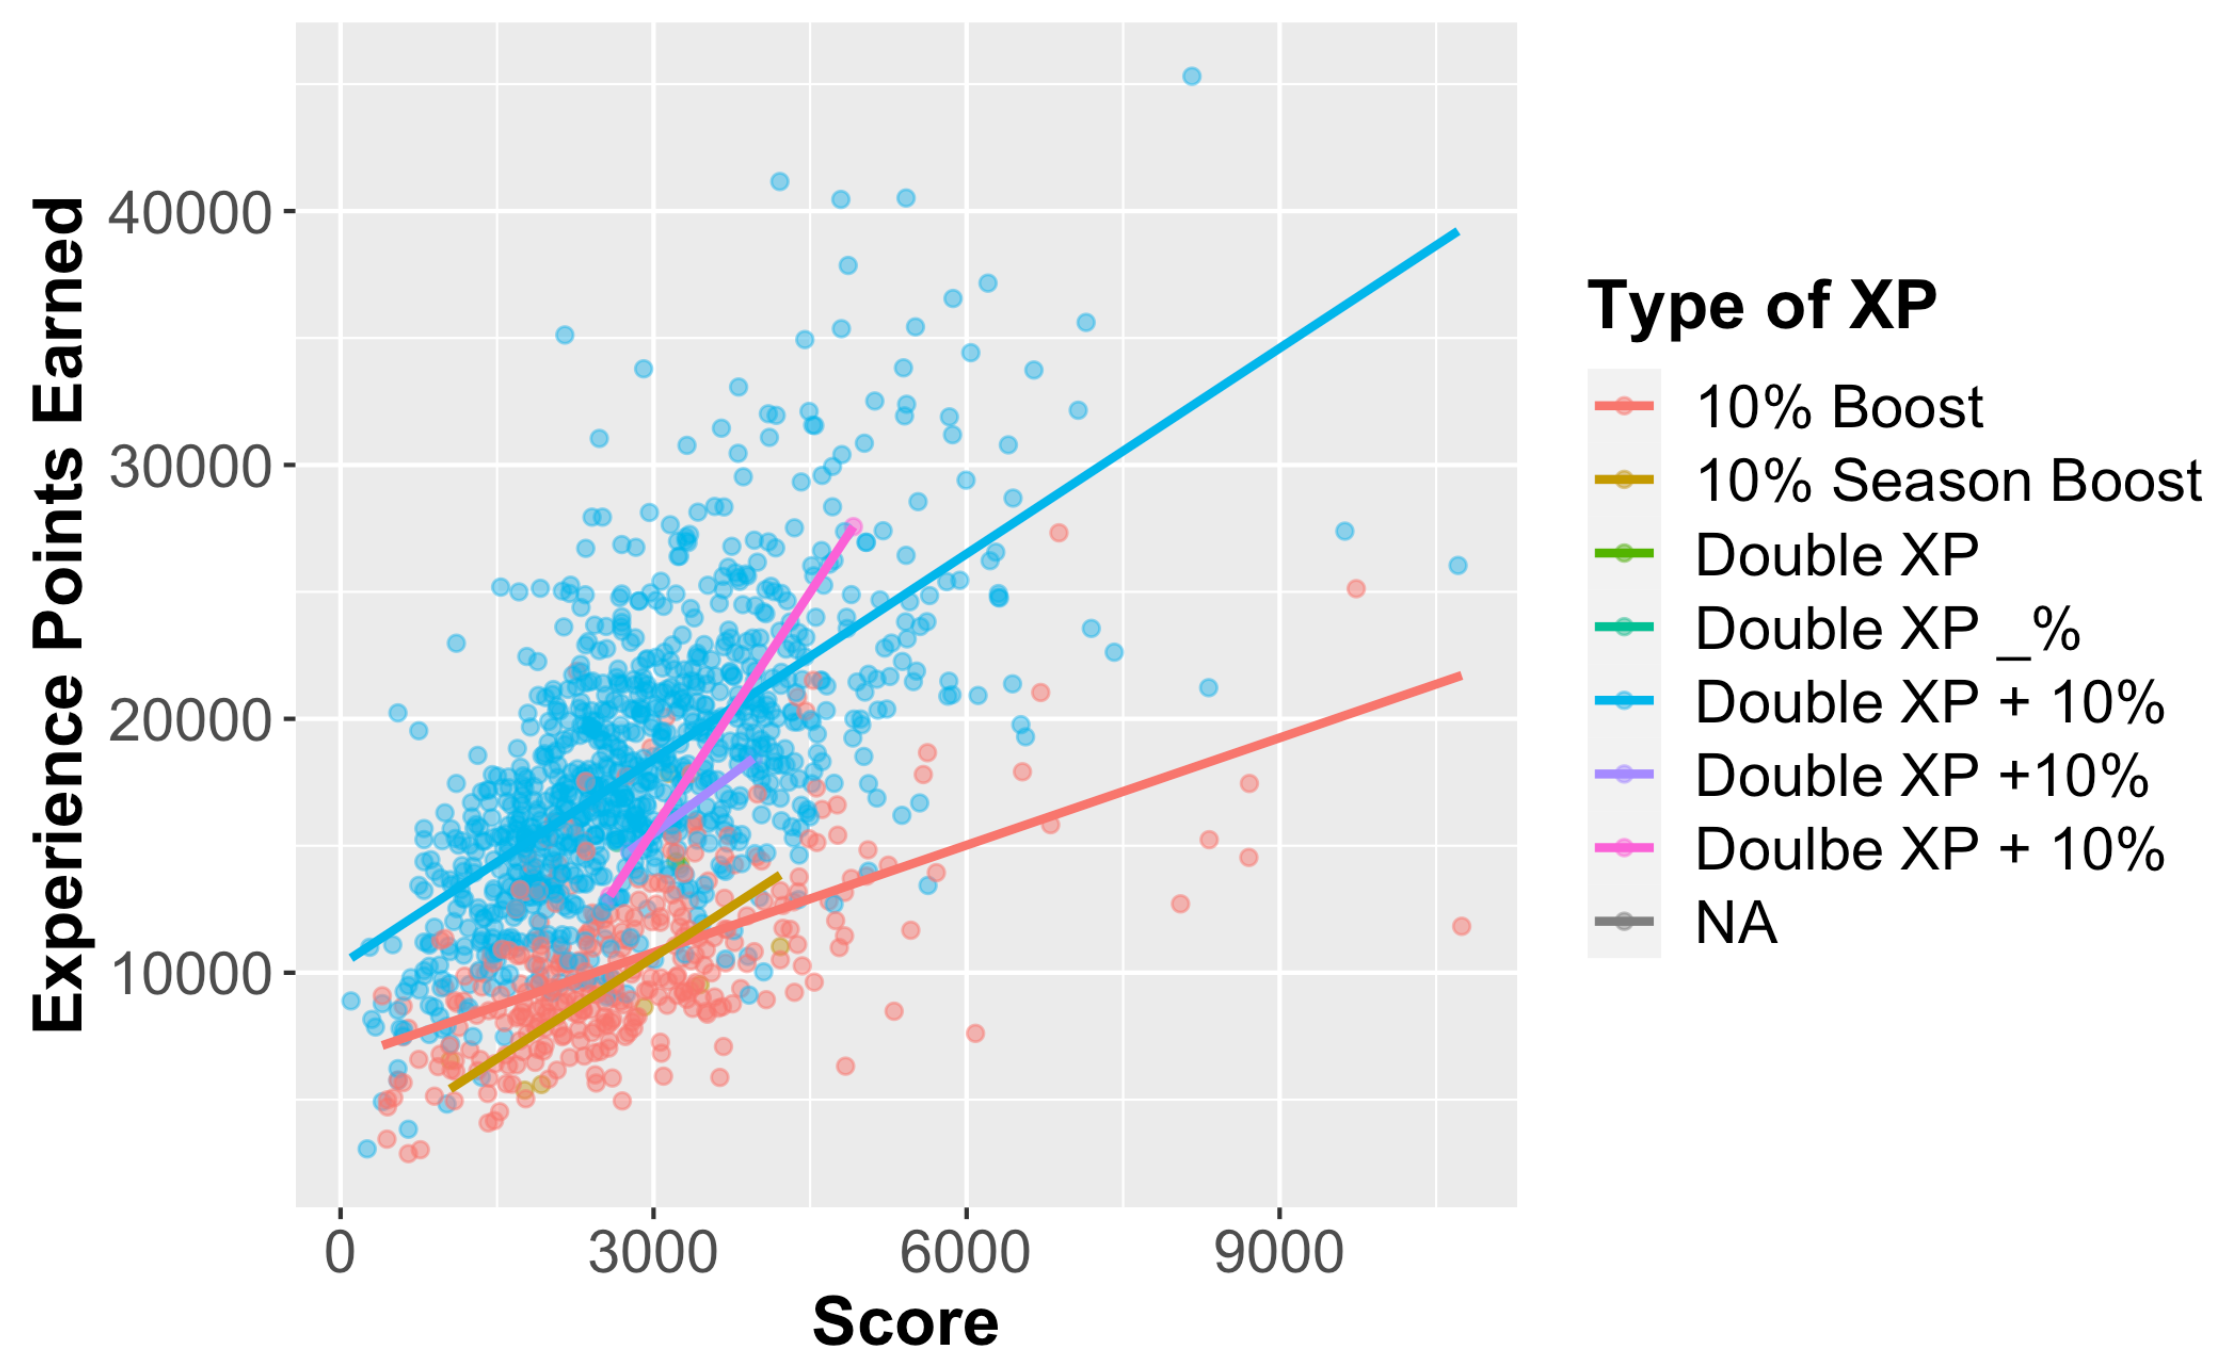 Experience Points Earned
40000
30000
20000
10000
0
3000
6000
9000
Score
Type of XP
10% Boost
10% Season Boost
Double XP
Double XP _%
Double XP + 10%
Double XP +10%
Doulbe XP + 10%
NA